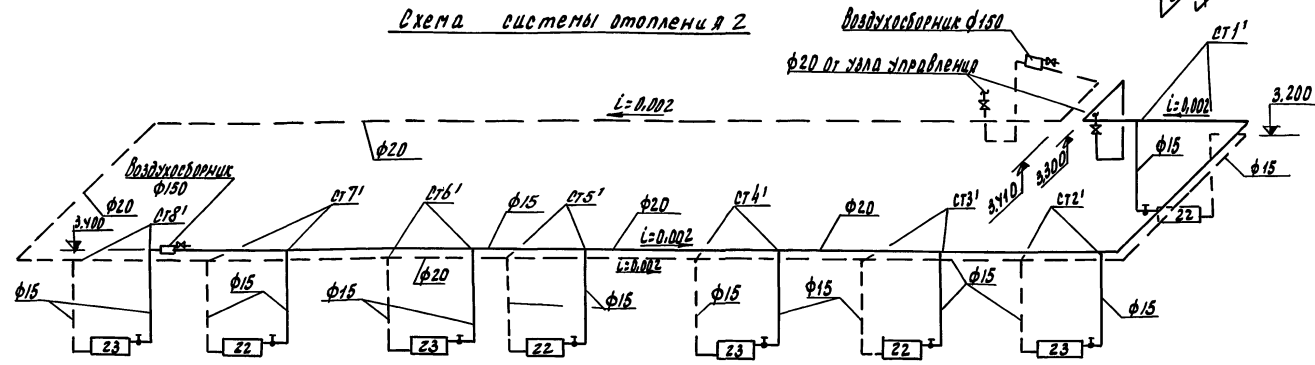 Схема системы отопления 2
Воздухосборник ф150
ст1'
ф20 от узла управления
i=0.002
i=0,002
3.200
ф20
ф15
ф15
3.410
3.300
Воздухосборник
ф150
ф20
3.400
ст8'
ст7'
ст6'
ф15
ст5'
ф20
ст4'
ф20
ст3'
ст2'
22
i=0.002
i=0.002
ф20
ф15
ф15
ф15
ф15
ф15
ф15
ф15
ф15
23
22
23
22
23
22
23